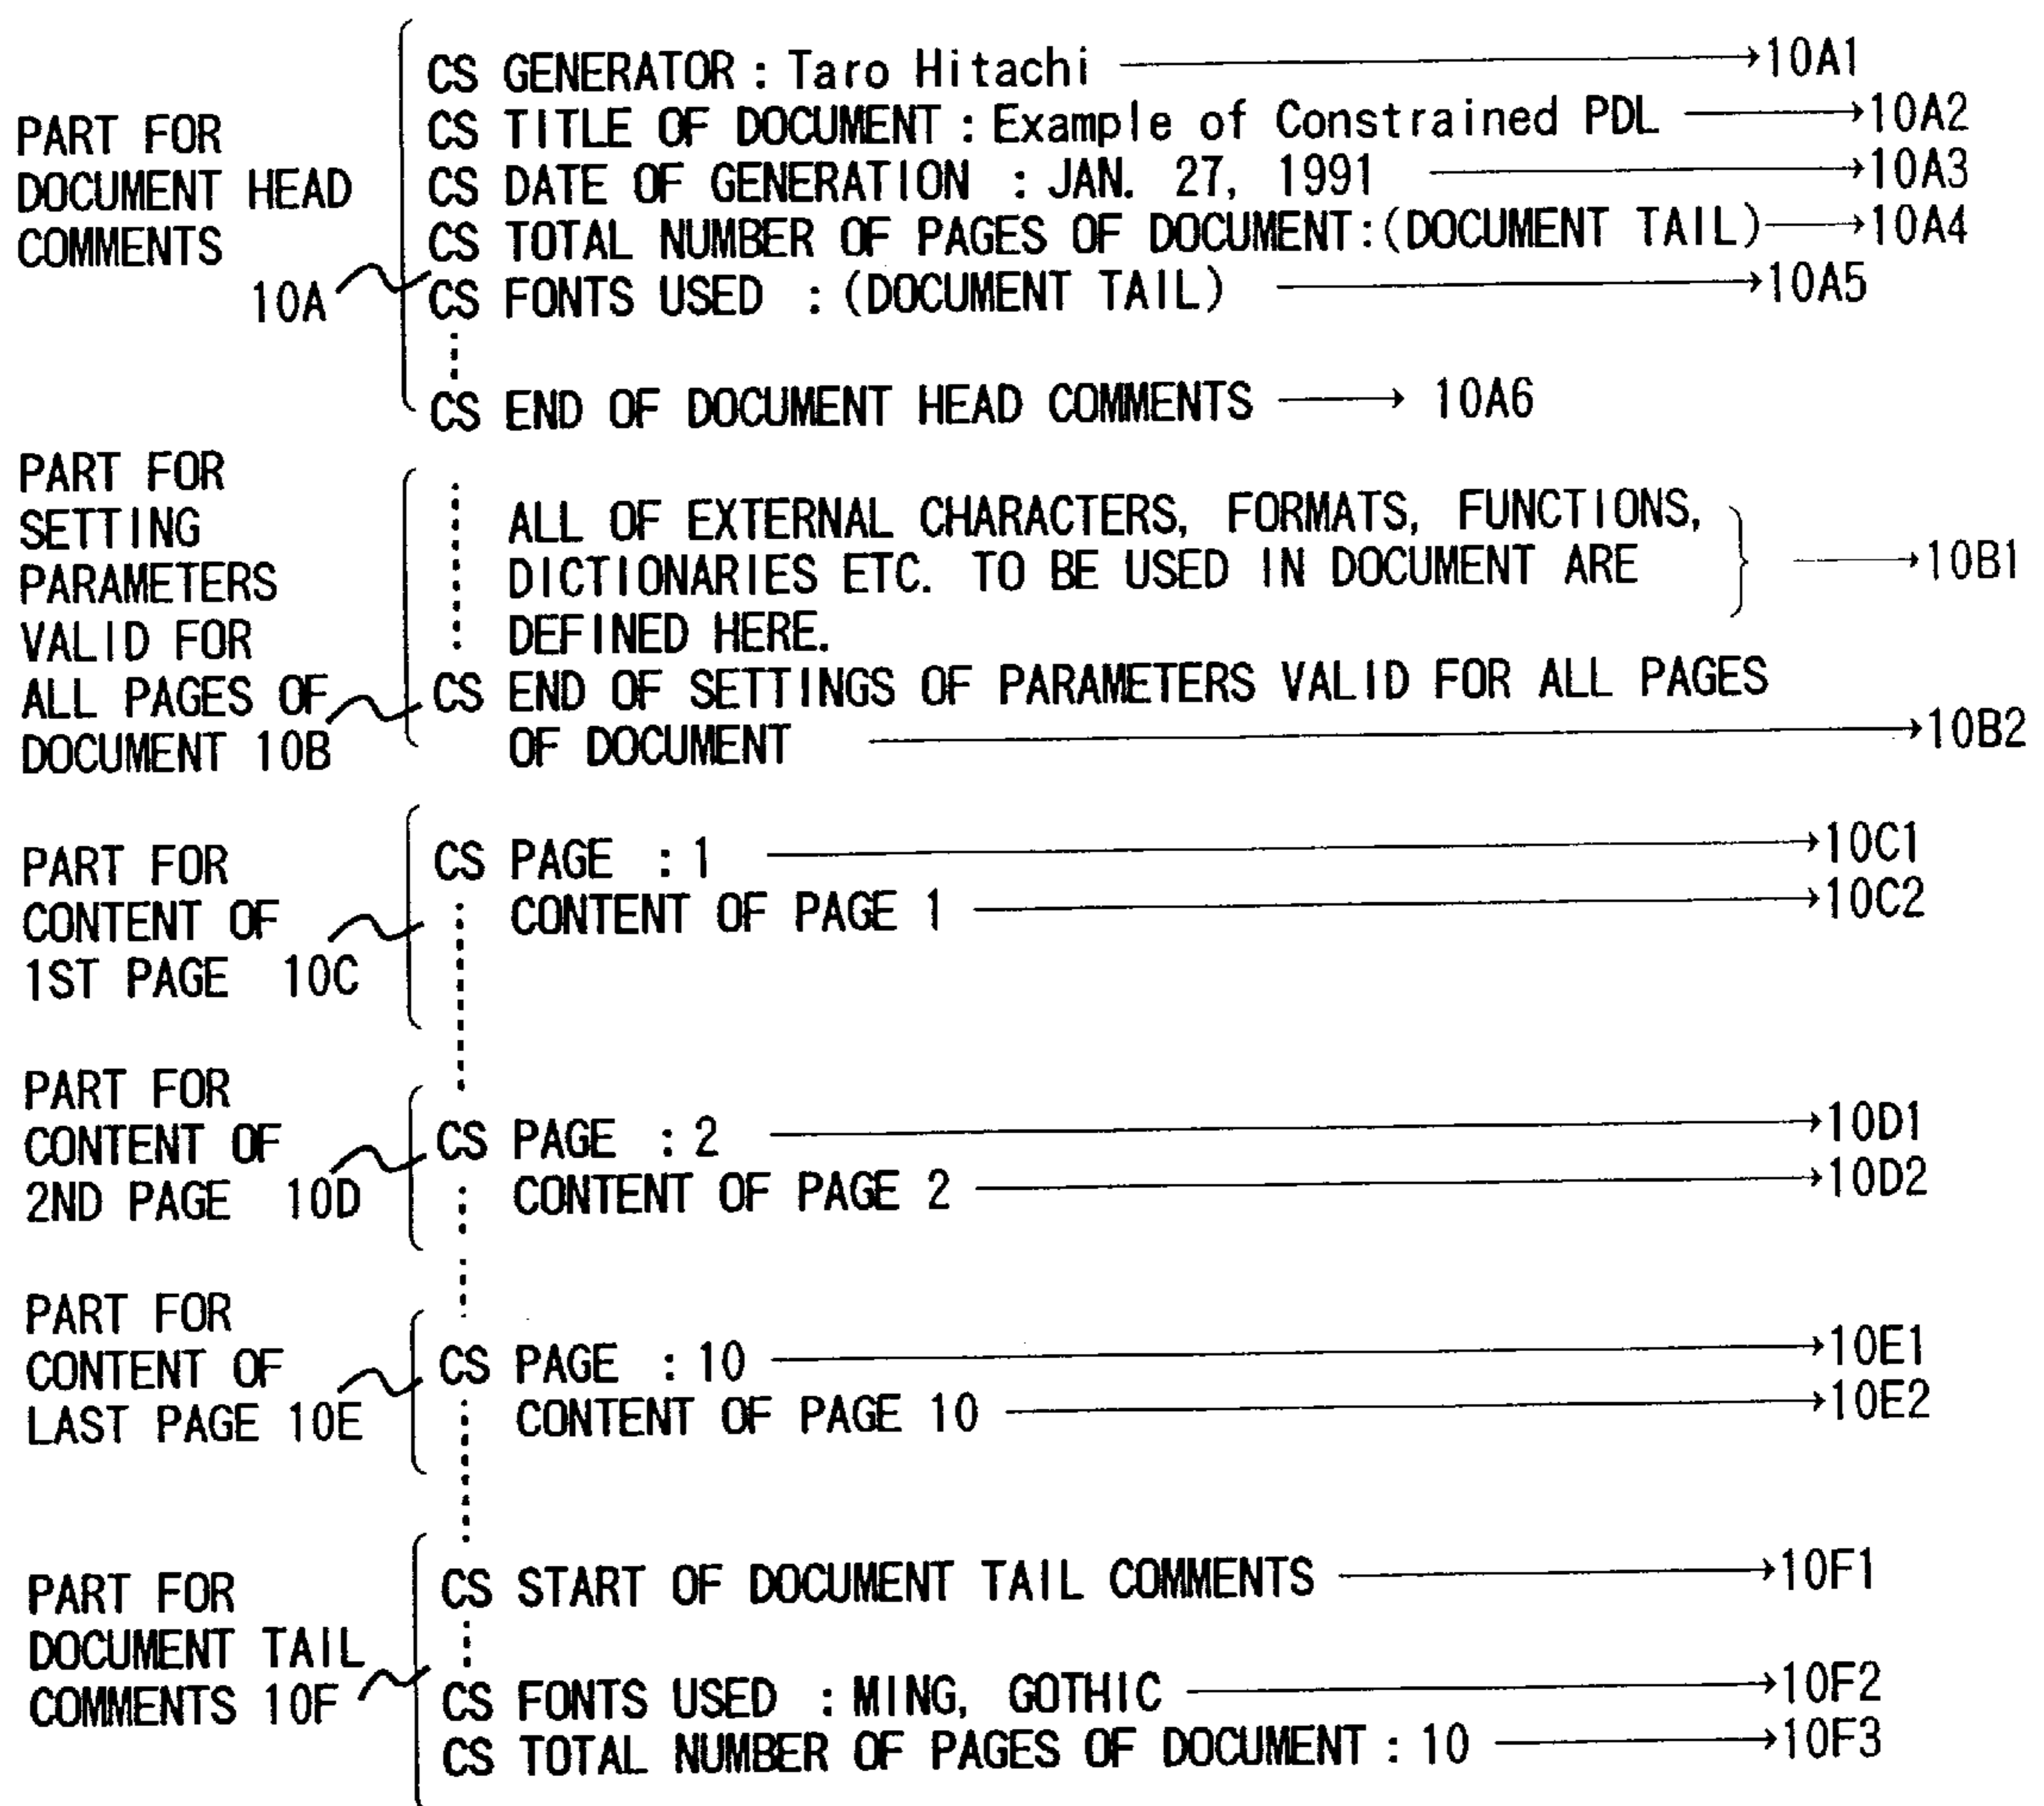 CS GENERATOR : Taro Hitachi 10A1
PART FOR CS TITLE OF DOCUMENT : Example of Constrained PDL 10A2
DOCUMENT HEAD CS DATE OF GENERATION : JAN. 27, 1991 10A3
COMMENTS CS TOTAL NUMBER OF PAGES OF DOCUMENT:(DOCUMENT TAIL) 10A4
10A CS FONTS USED : (DOCUMENT TAIL) 10A5
CS END OF DOCUMENT HEAD COMMENTS 10A6
PART FOR
SETTING ALL OF EXTERNAL CHARACTERS, FORMATS, FUNCTIONS,
PARAMETERS DICTIONARIES ETC. TO BE USED IN DOCUMENT ARE 10B1
VALID FOR DEFINED HERE.
ALL PAGES OF CS END OF SETTINGS OF PARAMETERS VALID FOR ALL PAGES
DOCUMENT 10B OF DOCUMENT 10B2
PART FOR CS PAGE : 1 10C1
CONTENT OF CONTENT OF PAGE 1 10C2
1ST PAGE 10C
PART FOR
CONTENT OF CS PAGE : 2 10D1
2ND PAGE 10D CONTENT OF PAGE 2 10D2
PART FOR
CONTENT OF CS PAGE : 10 10E1
LAST PAGE 10E CONTENT OF PAGE 10 10E2
PART FOR CS START OF DOCUMENT TAIL COMMENTS 10F1
DOCUMENT TAIL
COMMENTS 10F CS FONTS USED : MING, GOTHIC 10F2
CS TOTAL NUMBER OF PAGES OF DOCUMENT : 10 10F3